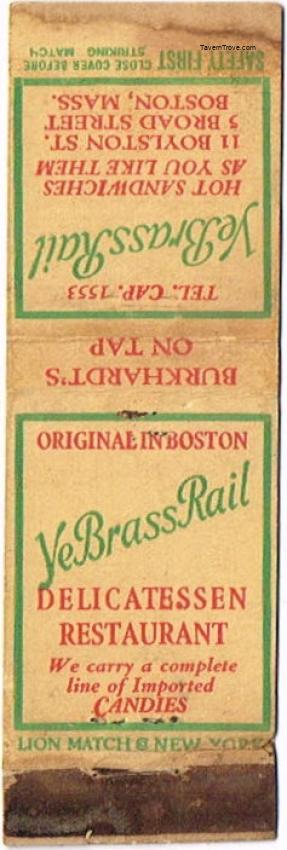 TavernTrove.com
SAFETY FIRST CLOSE COVER BEFORE
STRIKING MATCH
TEL. CAP. 1553
Ye Brass Rail
HOT SANDWICHES
AS YOU LIKE THEM
11 BOYLSTON ST.
5 BROAD STREET
BOSTON, MASS.
BURKHARDT'S
ON TAP
ORIGINAL IN BOSTON
Ye Brass Rail
DELICATESSEN
RESTAURANT
We carry a complete
line of Imported
CANDIES
LION MATCH © NEW YORK